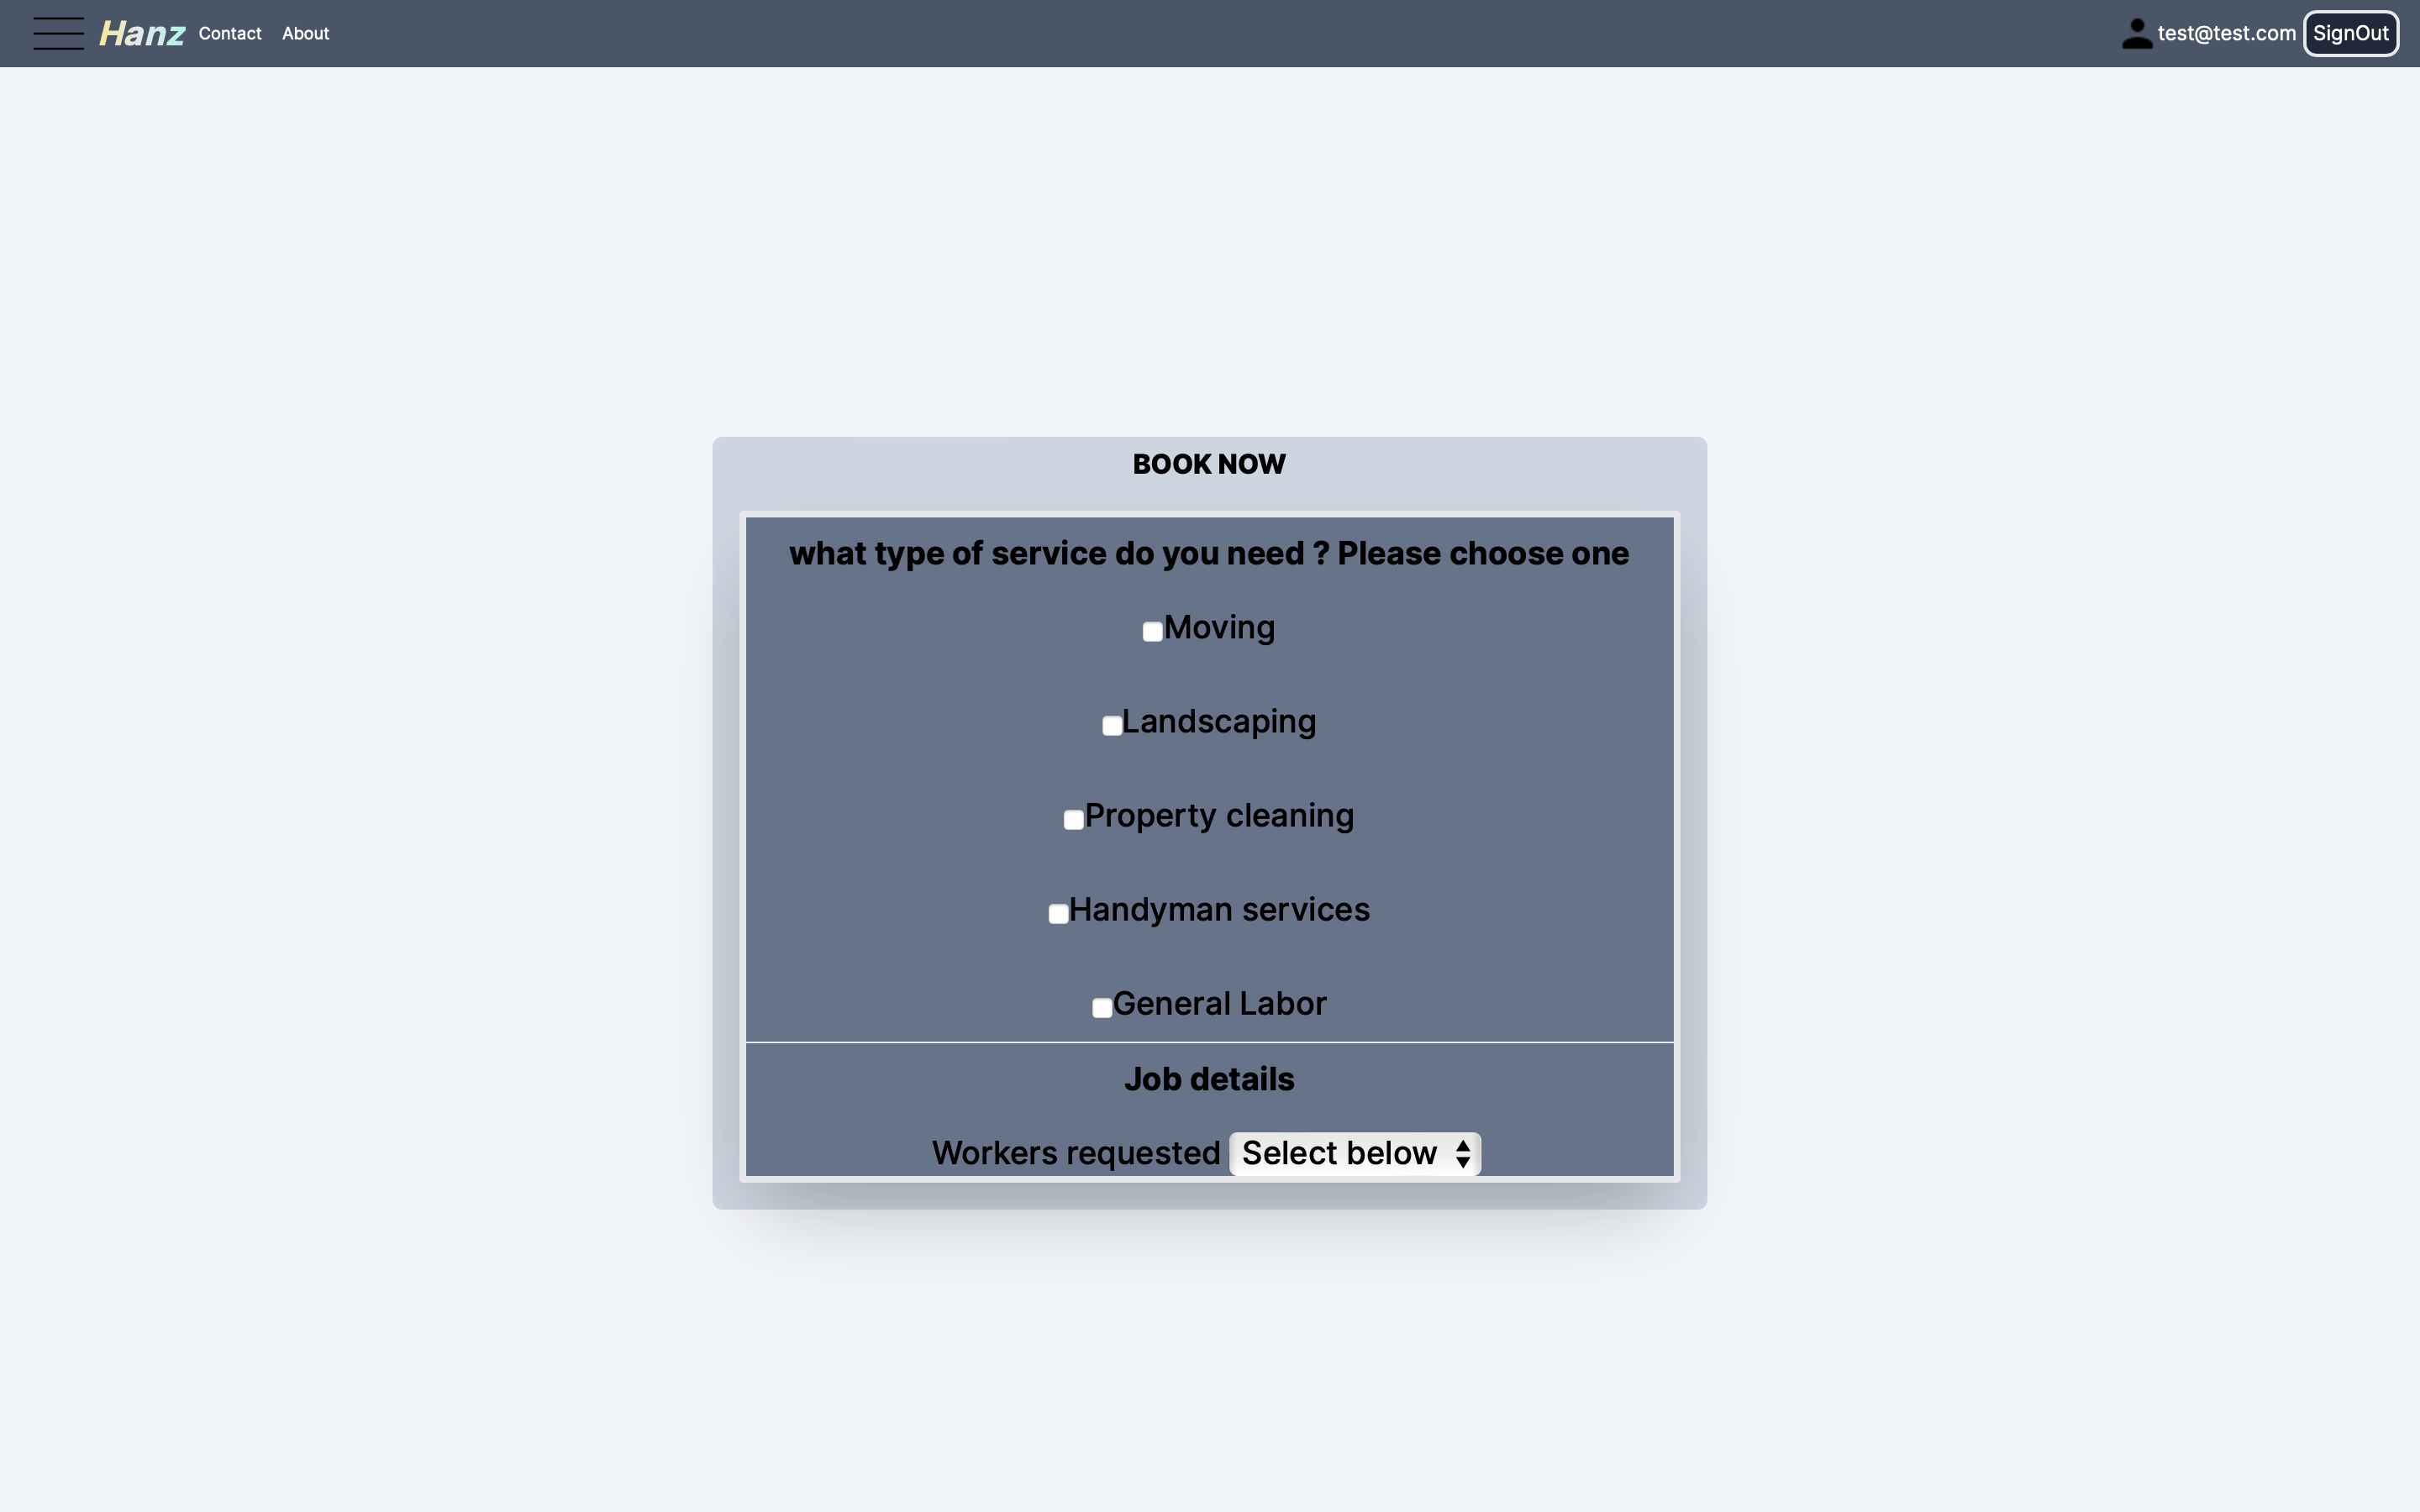 Hanz Contact About test@test.com SignOut
BOOK NOW
what type of service do you need ? Please choose one
Moving
Landscaping
Property cleaning
Handyman services
General Labor
Job details
Workers requested Select below